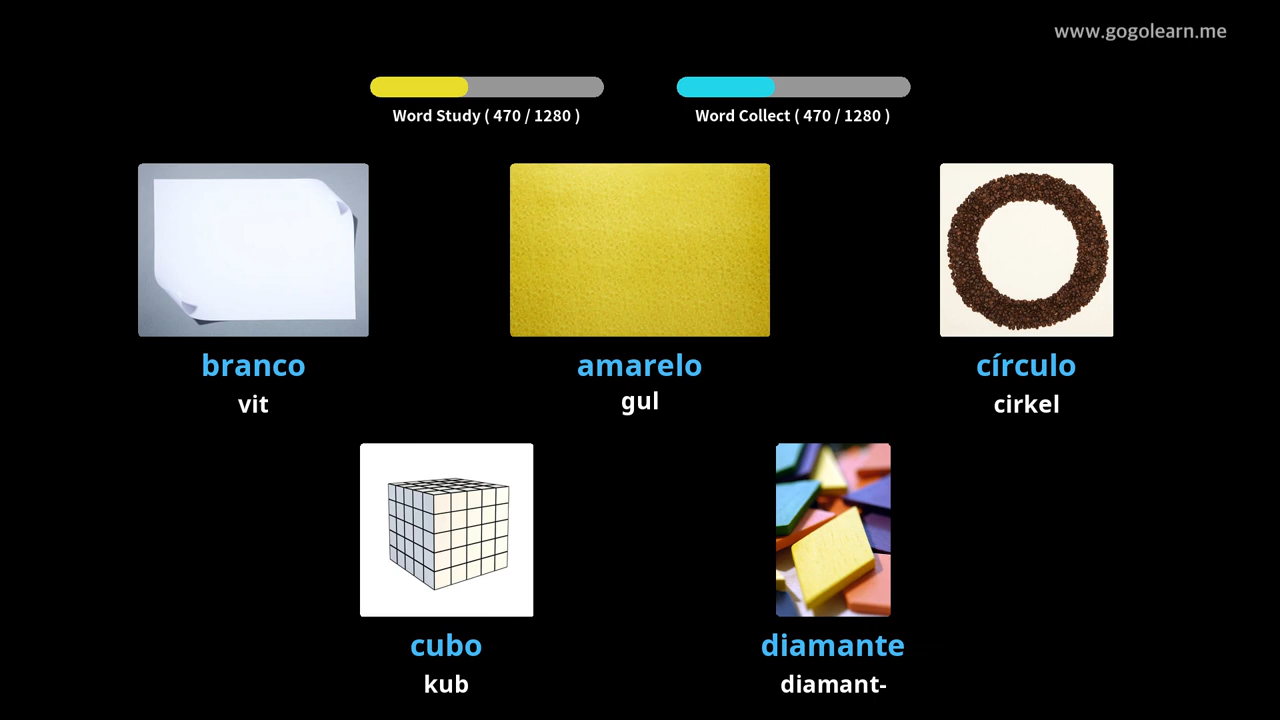 www.gogolearn.me
Word Study ( 470 / 1280 )
Word Collect ( 470 / 1280 )
branco
vit
amarelo
gul
círculo
cirkel
cubo
kub
diamante
diamant-